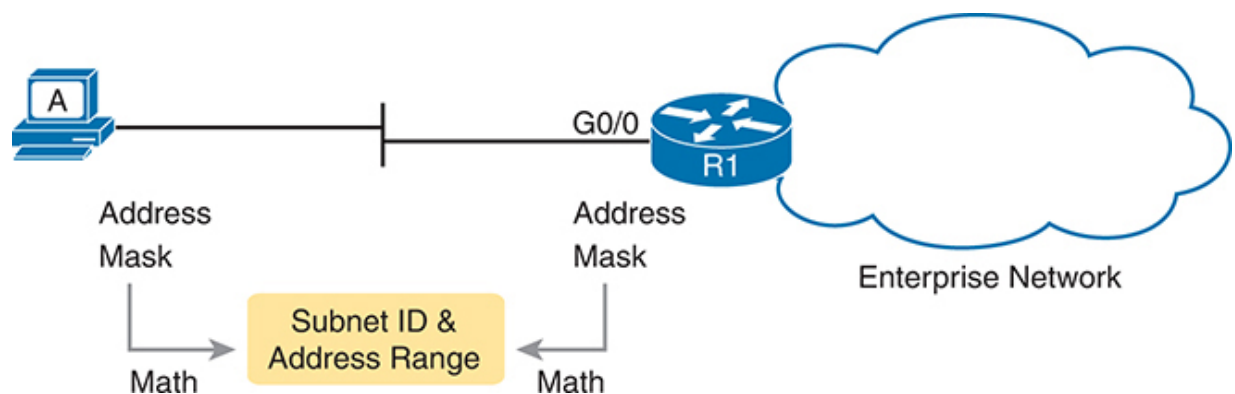 A
G0/0
R1
Address
Mask
Address
Mask
Enterprise Network
Subnet ID &
Address Range
Math
Math